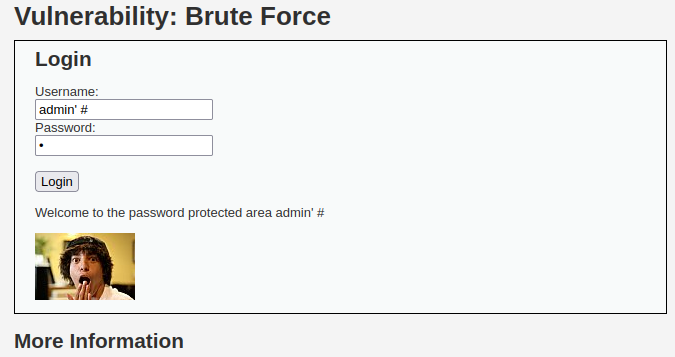 Vulnerability: Brute Force
Login
Username:
admin' #
Password:
•
Login
Welcome to the password protected area admin' #
More Information